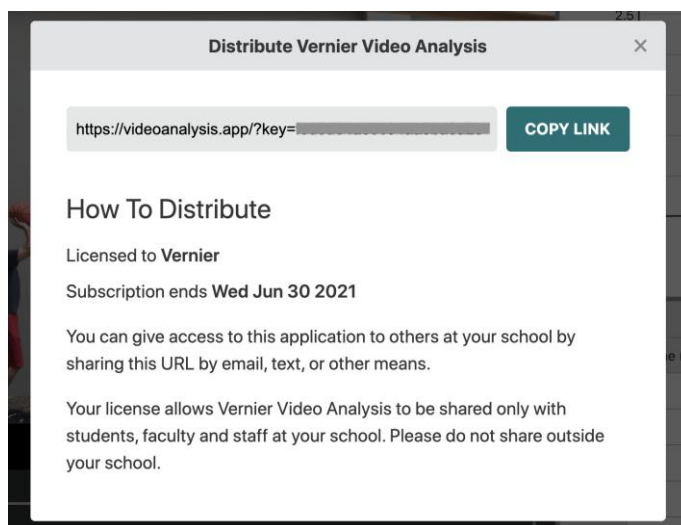 2.5
Distribute Vernier Video Analysis ×
https://videoanalysis.app/?key= COPY LINK
How To Distribute
Licensed to Vernier
Subscription ends Wed Jun 30 2021
You can give access to this application to others at your school by
sharing this URL by email, text, or other means.
Your license allows Vernier Video Analysis to be shared only with
students, faculty and staff at your school. Please do not share outside
your school.